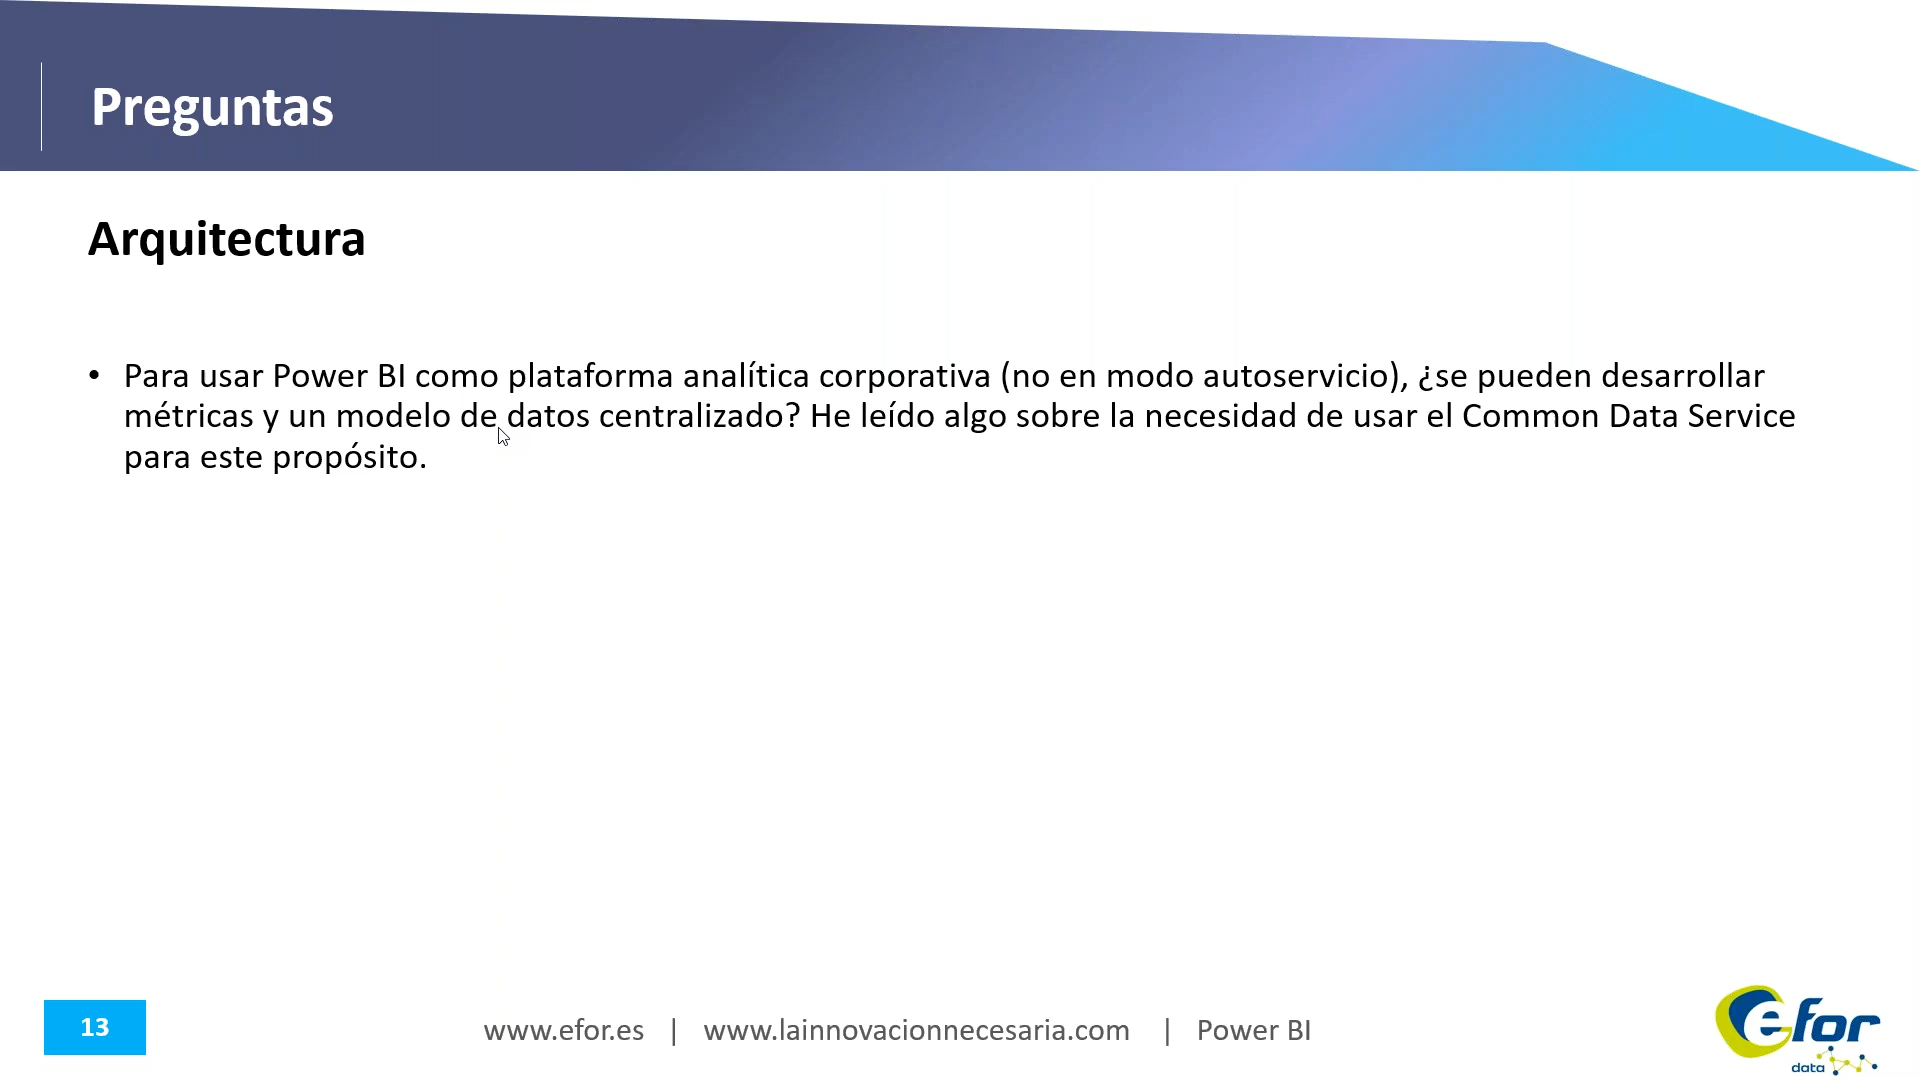 Preguntas
Arquitectura
• Para usar Power BI como plataforma analítica corporativa (no en modo autoservicio), ¿se pueden desarrollar
métricas y un modelo de datos centralizado? He leído algo sobre la necesidad de usar el Common Data Service
para este propósito.
13
www.efor.es | www.lainnovacionnecesaria.com | Power BI
efor
data